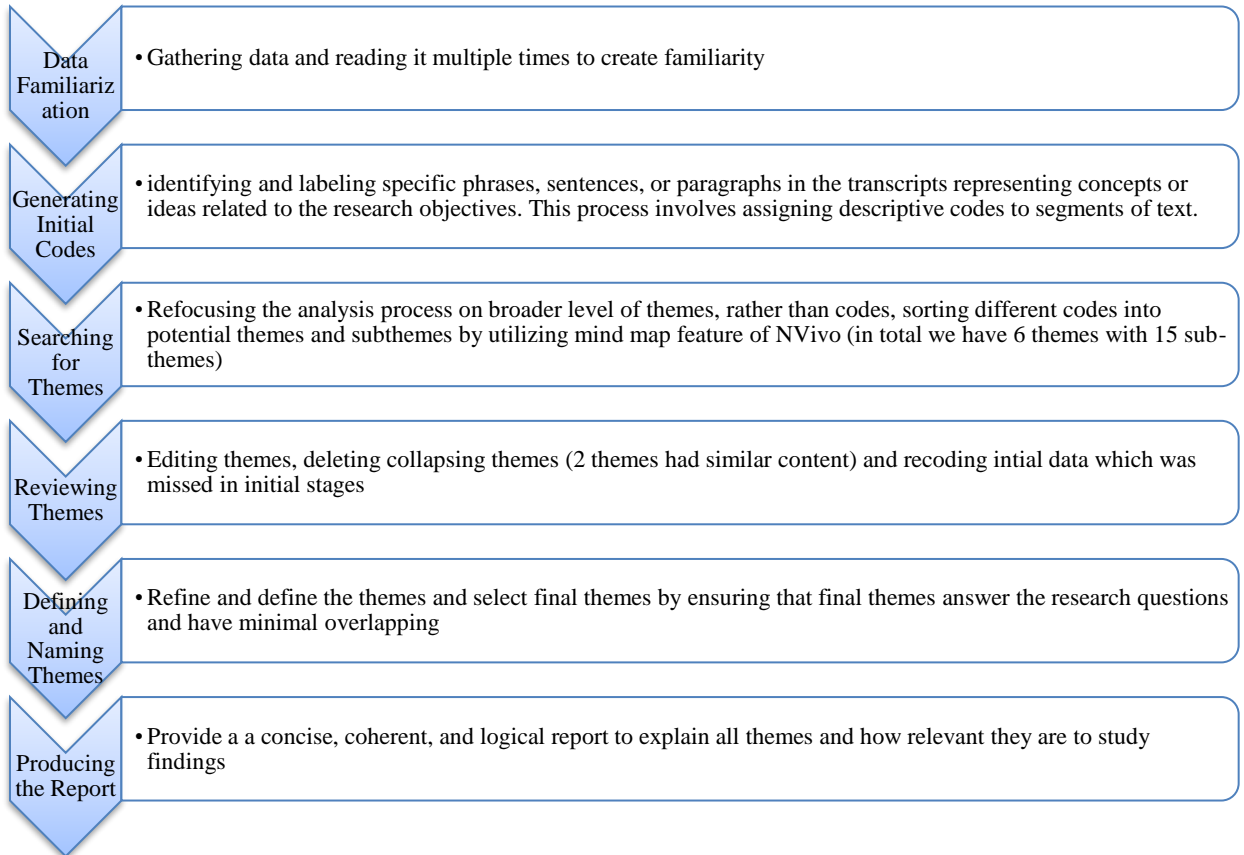 Data
Familiariz
ation
• Gathering data and reading it multiple times to create familiarity
Generating
Initial
Codes
• identifying and labeling specific phrases, sentences, or paragraphs in the transcripts representing concepts or
ideas related to the research objectives. This process involves assigning descriptive codes to segments of text.
Searching
for
Themes
• Refocusing the analysis process on broader level of themes, rather than codes, sorting different codes into
potential themes and subthemes by utilizing mind map feature of NVivo (in total we have 6 themes with 15 sub-
themes)
Reviewing
Themes
• Editing themes, deleting collapsing themes (2 themes had similar content) and recoding intial data which was
missed in initial stages
Defining
and
Naming
Themes
• Refine and define the themes and select final themes by ensuring that final themes answer the research questions
and have minimal overlapping
Producing
the Report
• Provide a a concise, coherent, and logical report to explain all themes and how relevant they are to study
findings